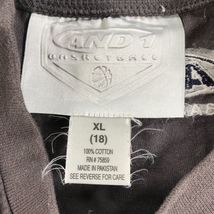 AND 1
BASKETBALL
XL
(18)
100% COTTON
RN # 75859
MADE IN PAKISTAN
SEE REVERSE FOR CARE